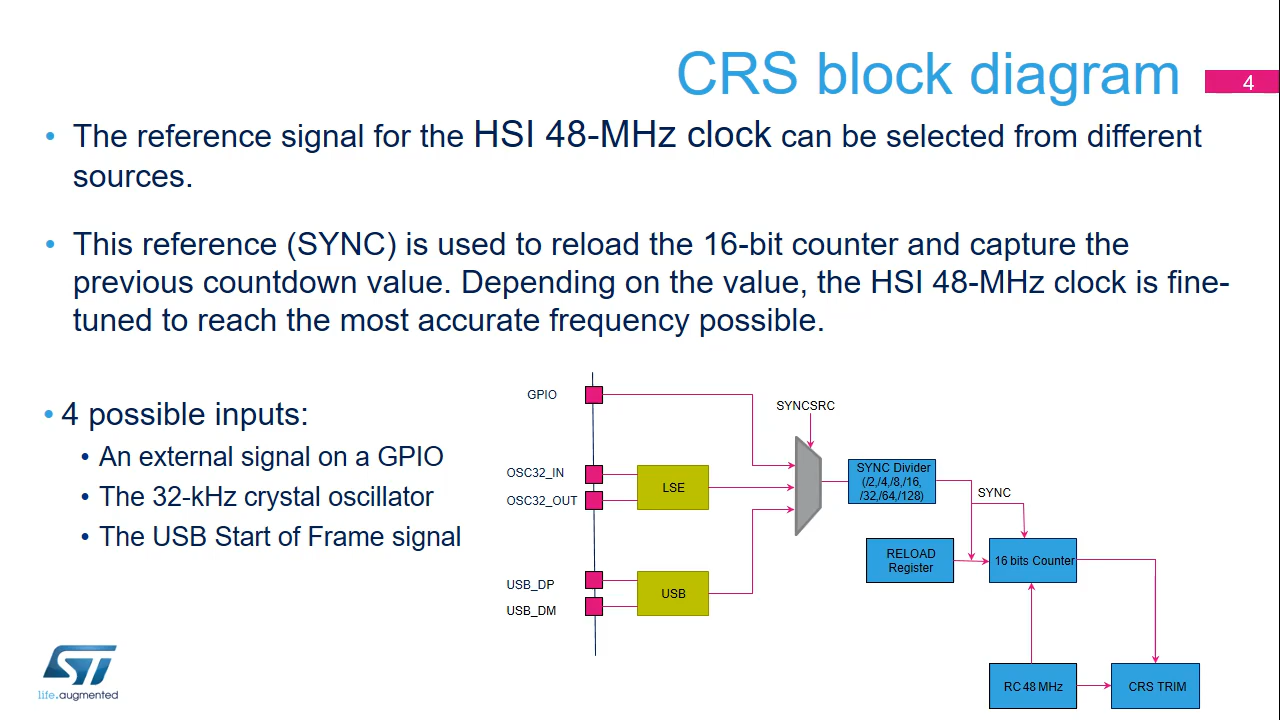 CRS block diagram
4
• The reference signal for the HSI 48-MHz clock can be selected from different
sources.
• This reference (SYNC) is used to reload the 16-bit counter and capture the
previous countdown value. Depending on the value, the HSI 48-MHz clock is fine-
tuned to reach the most accurate frequency possible.
• 4 possible inputs:
• An external signal on a GPIO
• The 32-kHz crystal oscillator
• The USB Start of Frame signal
GPIO
SYNCSRC
OSC32_IN
OSC32_OUT
LSE
SYNC Divider
(/2,/4,/8,/16,
/32,/64,/128)
SYNC
RELOAD
Register
16 bits Counter
USB_DP
USB_DM
USB
RC 48 MHz
CRS TRIM
ST
life.augmented